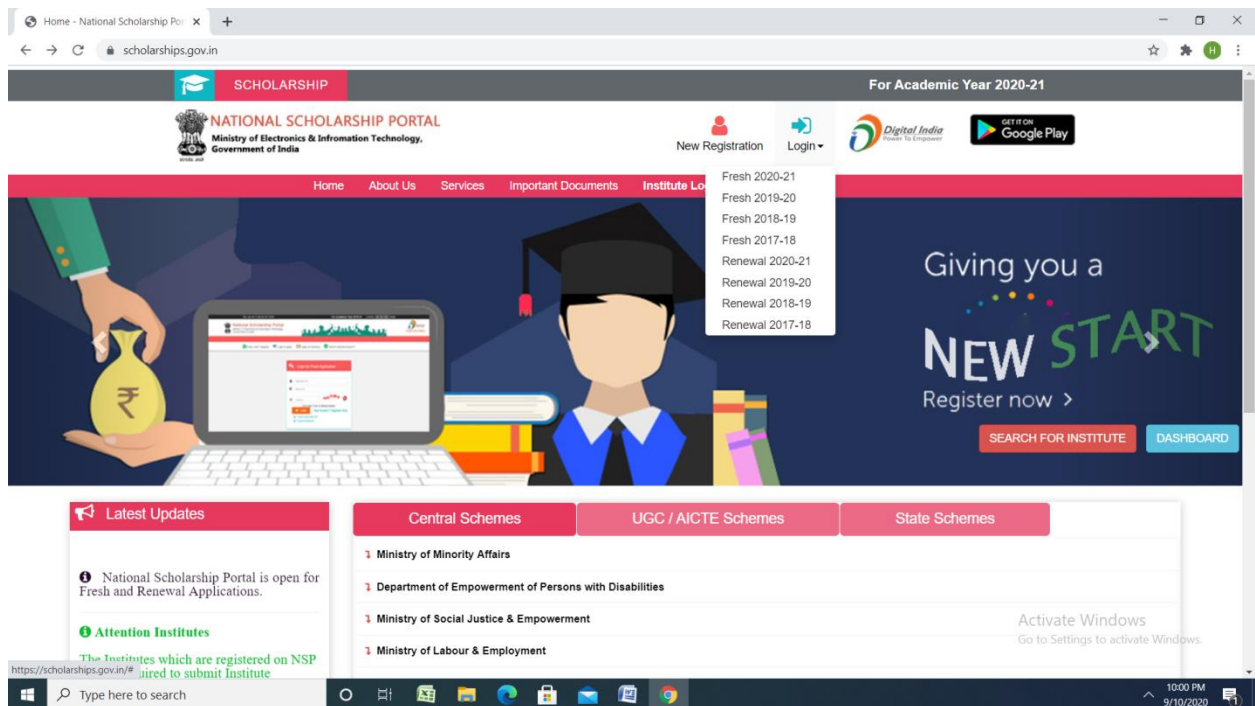 Home - National Scholarship Por
scholarships.gov.in
SCHOLARSHIP
For Academic Year 2020-21
NATIONAL SCHOLARSHIP PORTAL
Ministry of Electronics & Infromation Technology,
Government of India
New Registration
Login
Digital India
Power To Empower
GET IT ON
Google Play
Home About Us Services Important Documents Institute Lo
Fresh 2020-21
Fresh 2019-20
Fresh 2018-19
Fresh 2017-18
Renewal 2020-21
Renewal 2019-20
Renewal 2018-19
Renewal 2017-18
Giving you a
NEW START
Register now >
SEARCH FOR INSTITUTE
DASHBOARD
Latest Updates
National Scholarship Portal is open for
Fresh and Renewal Applications.
Attention Institutes
The Institutes which are registered on NSP
uired to submit Institute
Central Schemes
UGC / AICTE Schemes
State Schemes
Ministry of Minority Affairs
Department of Empowerment of Persons with Disabilities
Ministry of Social Justice & Empowerment
Ministry of Labour & Employment
Activate Windows
Go to Settings to activate Windows.
https://scholarships.gov.in/#
Type here to search
10:00 PM
9/10/2020